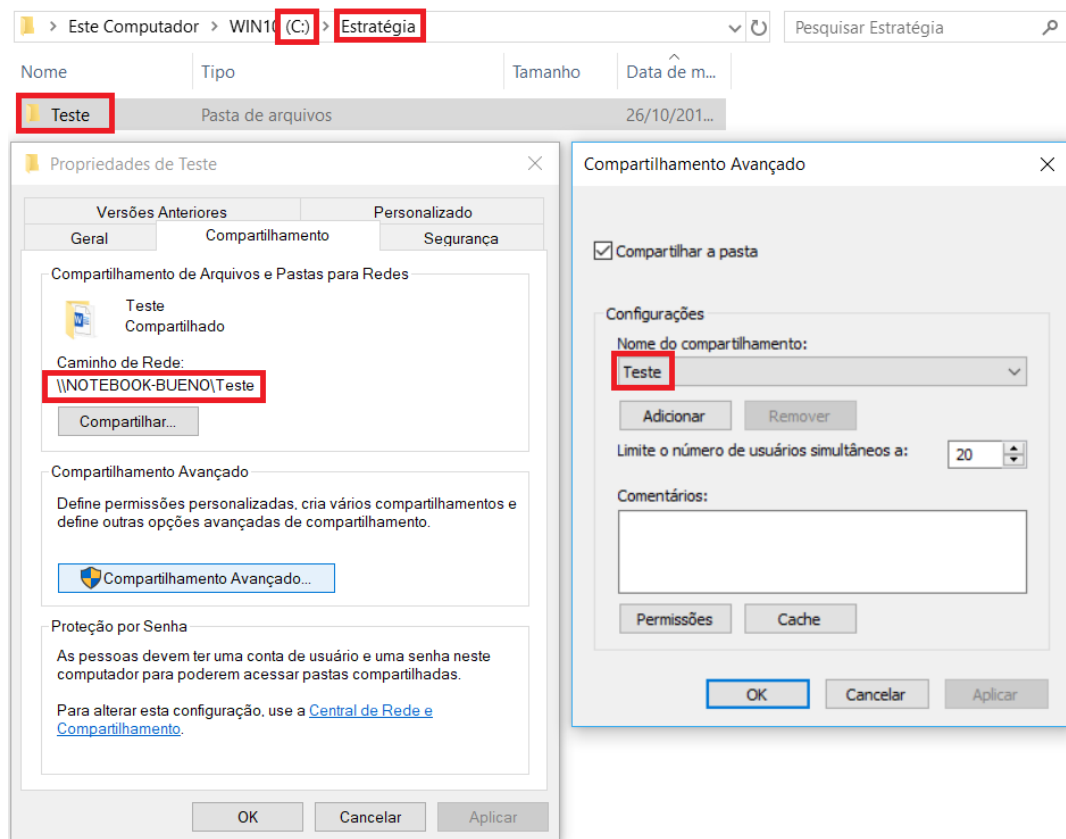 Este Computador > WIN10 (C:) > Estratégia
Pesquisar Estratégia
Nome Tipo Tamanho Data de m...
Teste Pasta de arquivos 26/10/201...
Propriedades de Teste
Versões Anteriores Personalizado
Geral Compartilhamento Segurança
Compartilhamento de Arquivos e Pastas para Redes
Teste
Compartilhado
Caminho de Rede:
\\NOTEBOOK-BUENO\Teste
Compartilhar...
Compartilhamento Avançado
Define permissões personalizadas, cria vários compartilhamentos e
define outras opções avançadas de compartilhamento.
Compartilhamento Avançado...
Proteção por Senha
As pessoas devem ter uma conta de usuário e uma senha neste
computador para poderem acessar pastas compartilhadas.
Para alterar esta configuração, use a Central de Rede e
Compartilhamento.
OK Cancelar Aplicar
Compartilhamento Avançado
Compartilhar a pasta
Configurações
Nome do compartilhamento:
Teste
Adicionar Remover
Limite o número de usuários simultâneos a: 20
Comentários:
Permissões Cache
OK Cancelar Aplicar